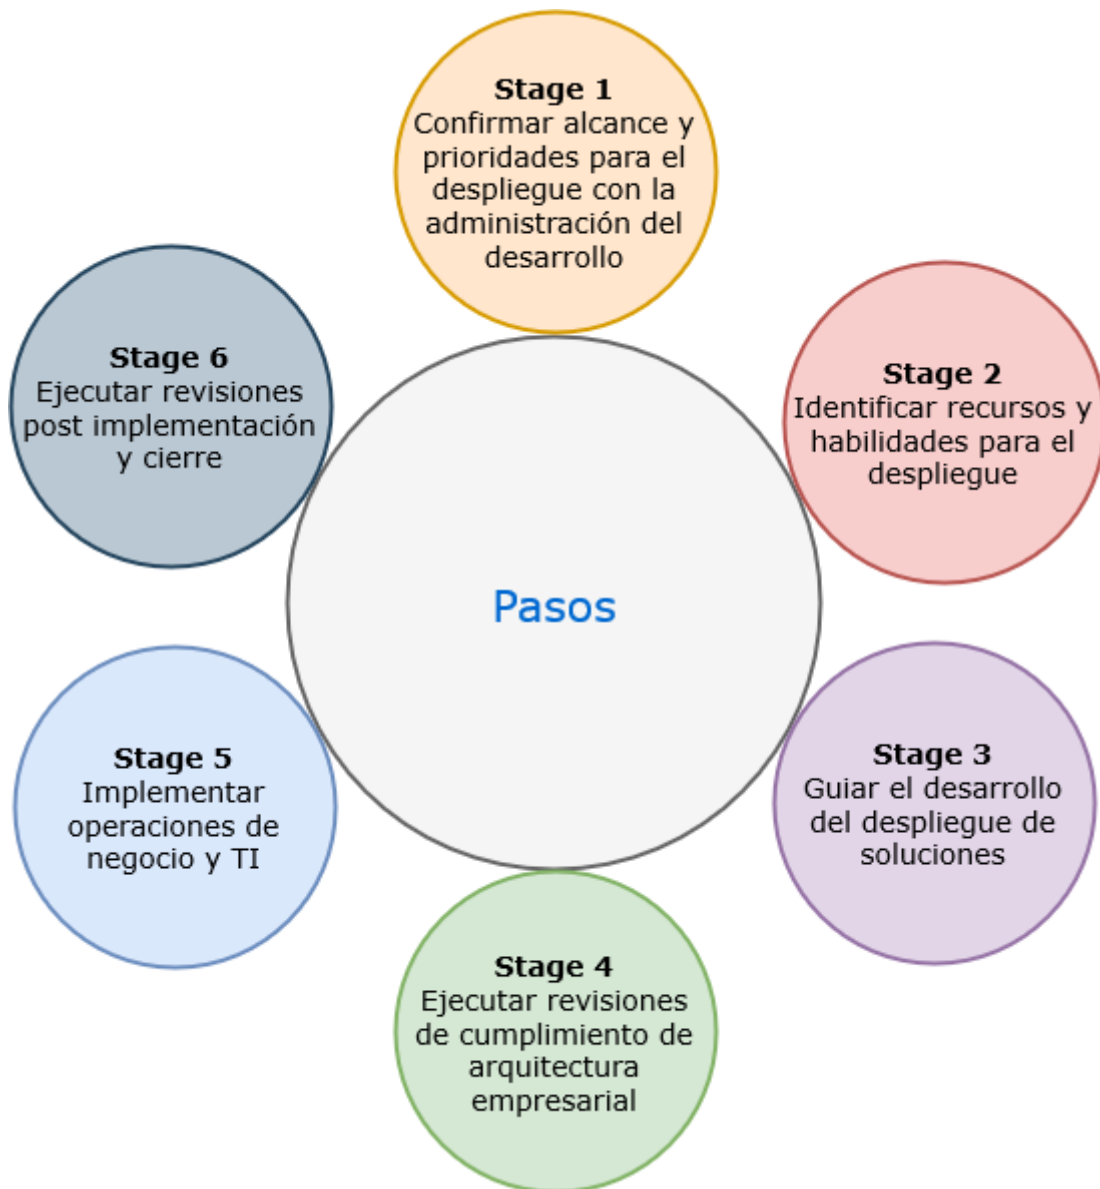 Stage 1
Confirmar alcance y
prioridades para el
despliegue con la
administración del
desarrollo
Stage 2
Identificar recursos y
habilidades para el
despliegue
Stage 3
Guiar el desarrollo
del despliegue de
soluciones
Stage 4
Ejecutar revisiones
de cumplimiento de
arquitectura
empresarial
Stage 5
Implementar
operaciones de
negocio y TI
Stage 6
Ejecutar revisiones
post implementación
y cierre
Pasos